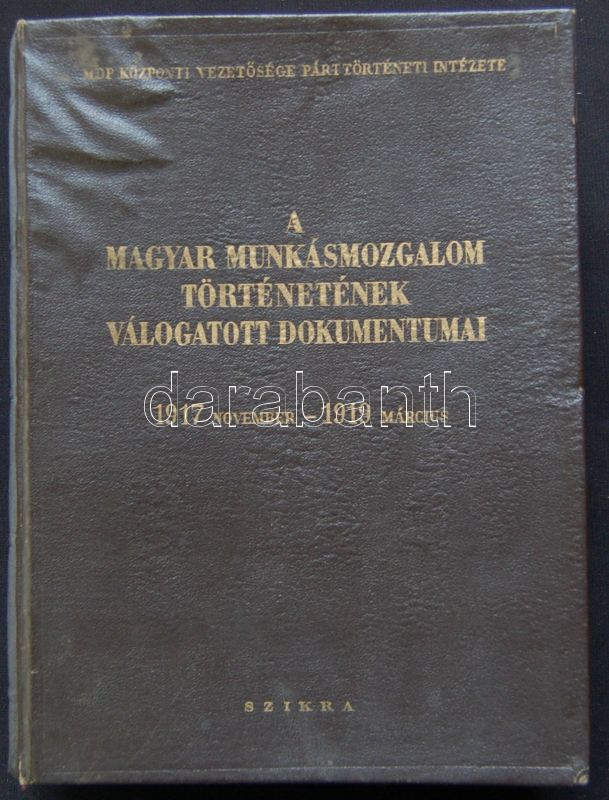 MDP KÖZPONTI VEZETŐSÉGE PÁRTTÖRTÉNETI INTÉZETE
A
MAGYAR MUNKÁSMOZGALOM
TÖRTÉNETÉNEK
VÁLOGATOTT DOKUMENTUMAI
darabanth
1917 NOVEMBER – 1919 MÁRCIUS
SZIKRA